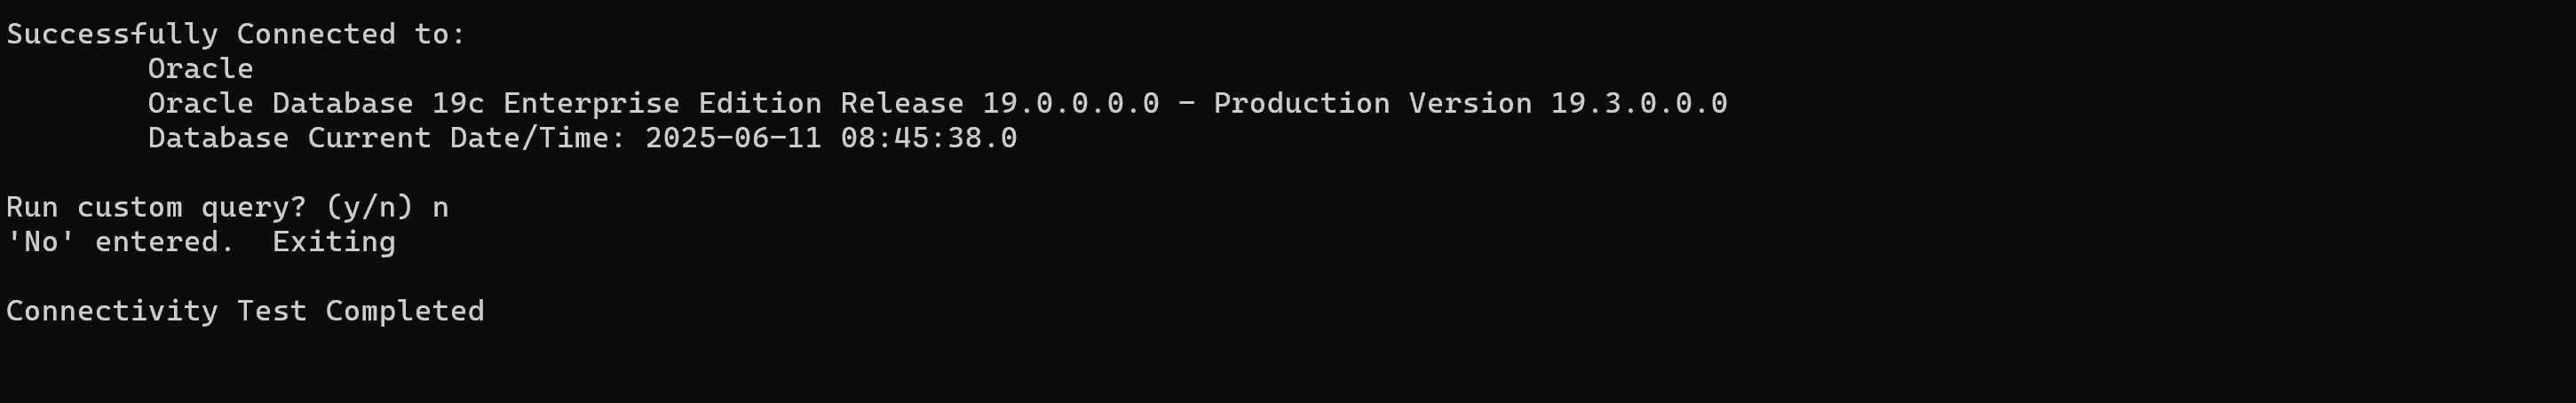 Successfully Connected to:
Oracle
Oracle Database 19c Enterprise Edition Release 19.0.0.0.0 - Production Version 19.3.0.0.0
Database Current Date/Time: 2025-06-11 08:45:38.0
Run custom query? (y/n) n
'No' entered.  Exiting
Connectivity Test Completed